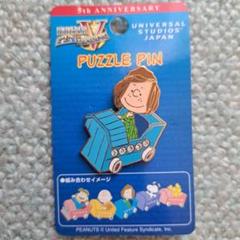 5th ANNIVERSARY
UNIVERSAL
STUDIOS
JAPAN
PUZZLE PIN
●組み合わせイメージ
PEANUTS © United Feature Syndicate, Inc.